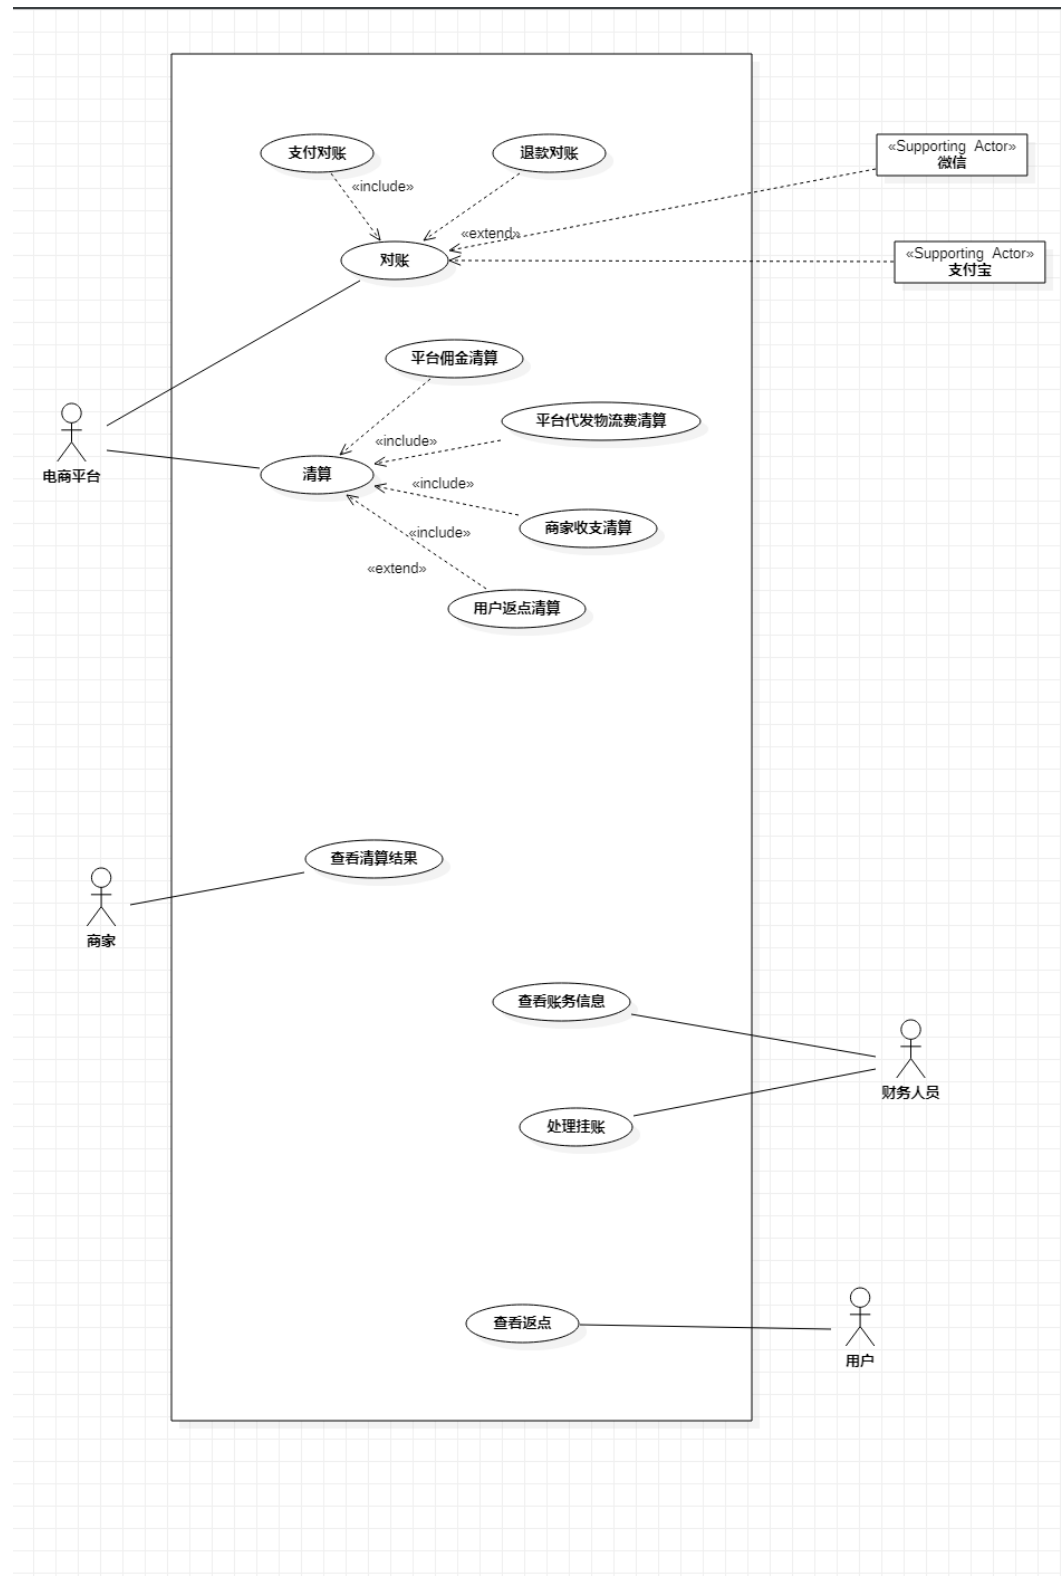 支付对账
退款对账
«Supporting Actor»
微信
«include»
«extend»
对账
«Supporting Actor»
支付宝
平台佣金清算
平台代发物流费清算
«include»
电商平台
清算
«include»
商家收支清算
«include»
«extend»
用户返点清算
查看清算结果
商家
查看账务信息
财务人员
处理挂账
查看返点
用户